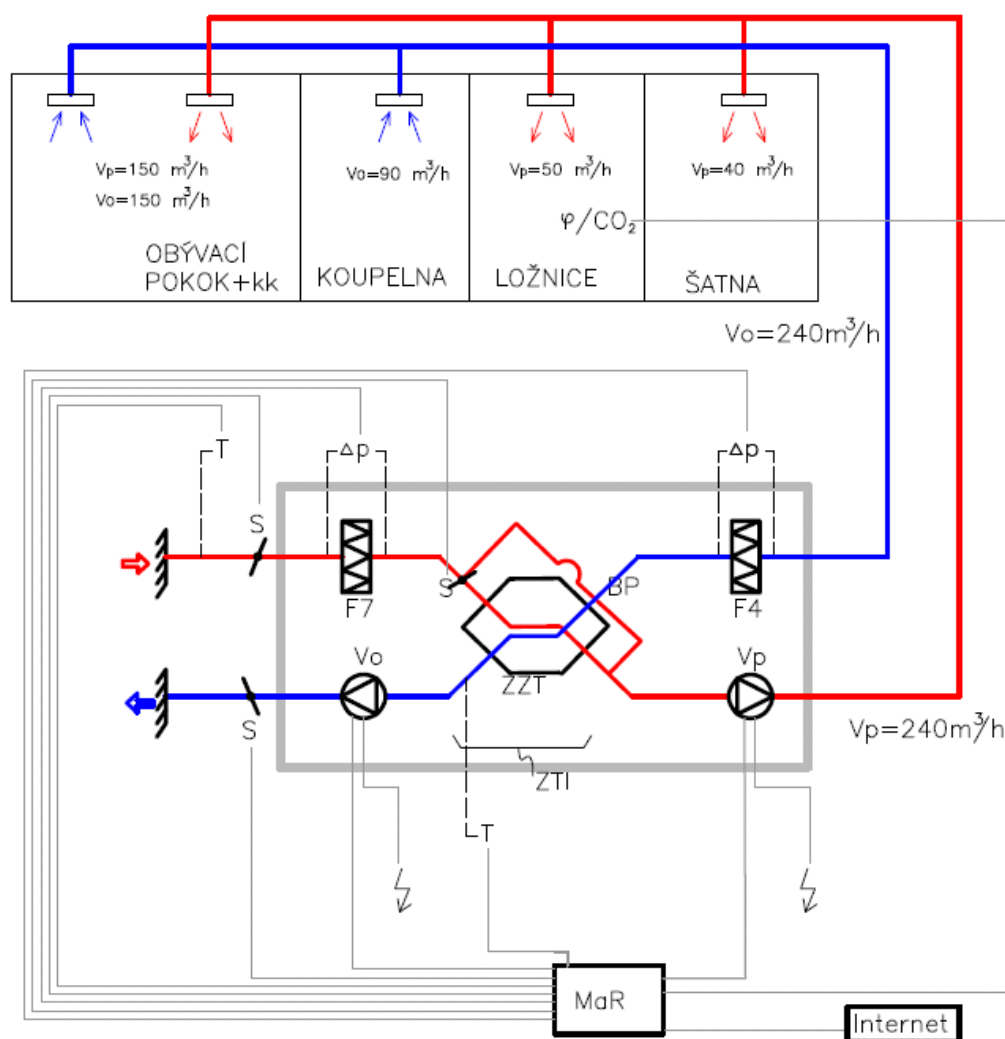 Vp=150 m³/h
Vo=150 m³/h
OBÝVACÍ
POKOK+kk
Vo=90 m³/h
KOUPELNA
Vp=50 m³/h
φ/CO₂
LOŽNICE
Vp=40 m³/h
ŠATNA
Vo=240m³/h
T
Δp
Δp
S
S
BP
F7
F4
ZZT
Vo
Vp
S
Vp=240m³/h
ZTI
T
MaR
Internet